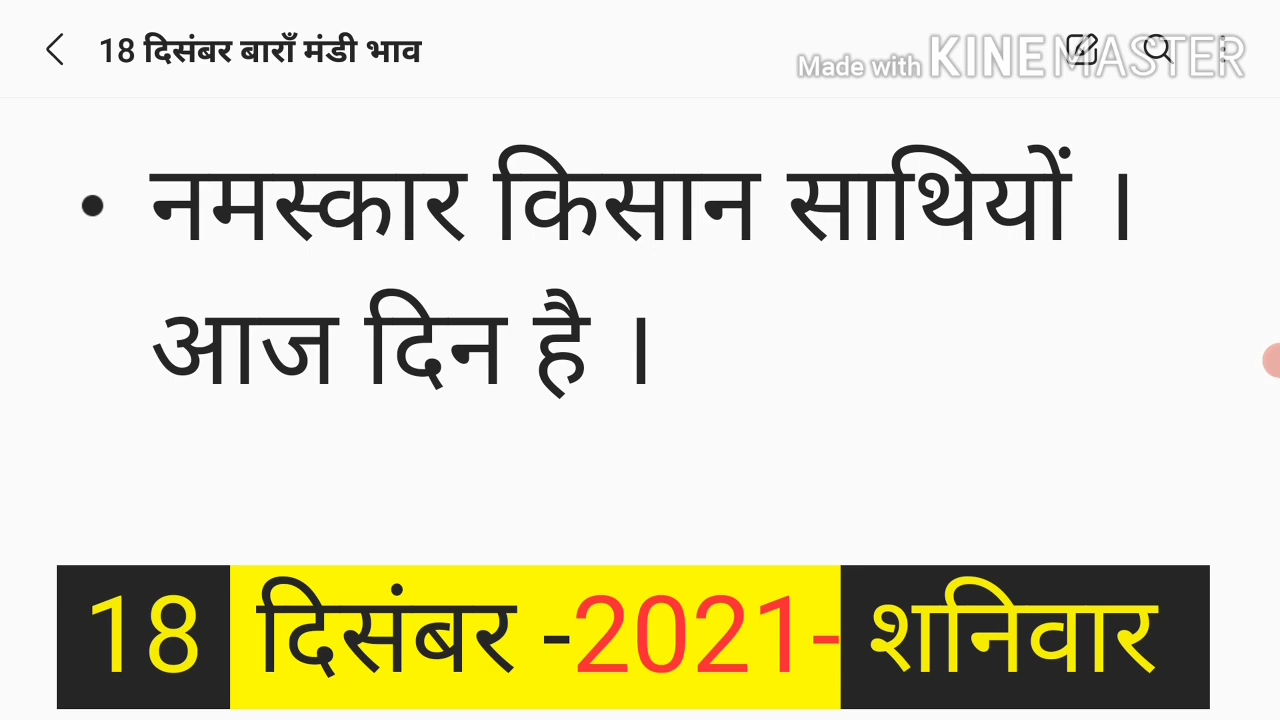 18 दिसंबर बाराँ मंडी भाव
Made with KINEMASTER
• नमस्कार किसान साथियों ।
आज दिन है ।
18 दिसंबर -2021- शनिवार